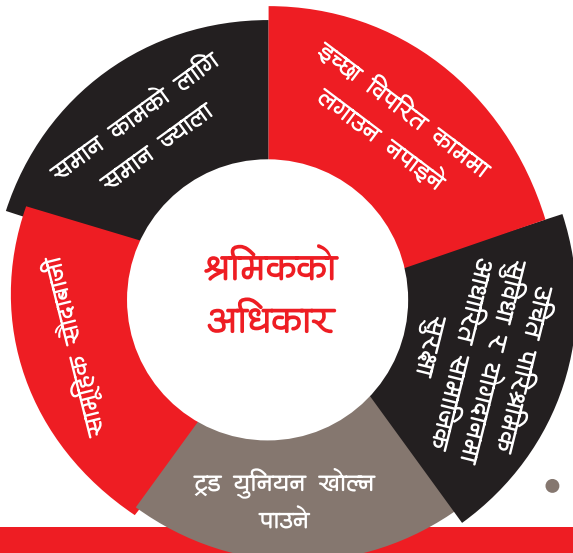 श्रमिकको
अधिकार
इच्छा विपरित काममा
लगाउन नपाइने
उचित पारिश्रमिक
सुविधा र योगदानमा
आधारित सामाजिक
सुरक्षा
ट्रड युनियन खोल्न
पाउने
सामूहिक सौदाबाजी
समान कामको लागि
समान ज्याला